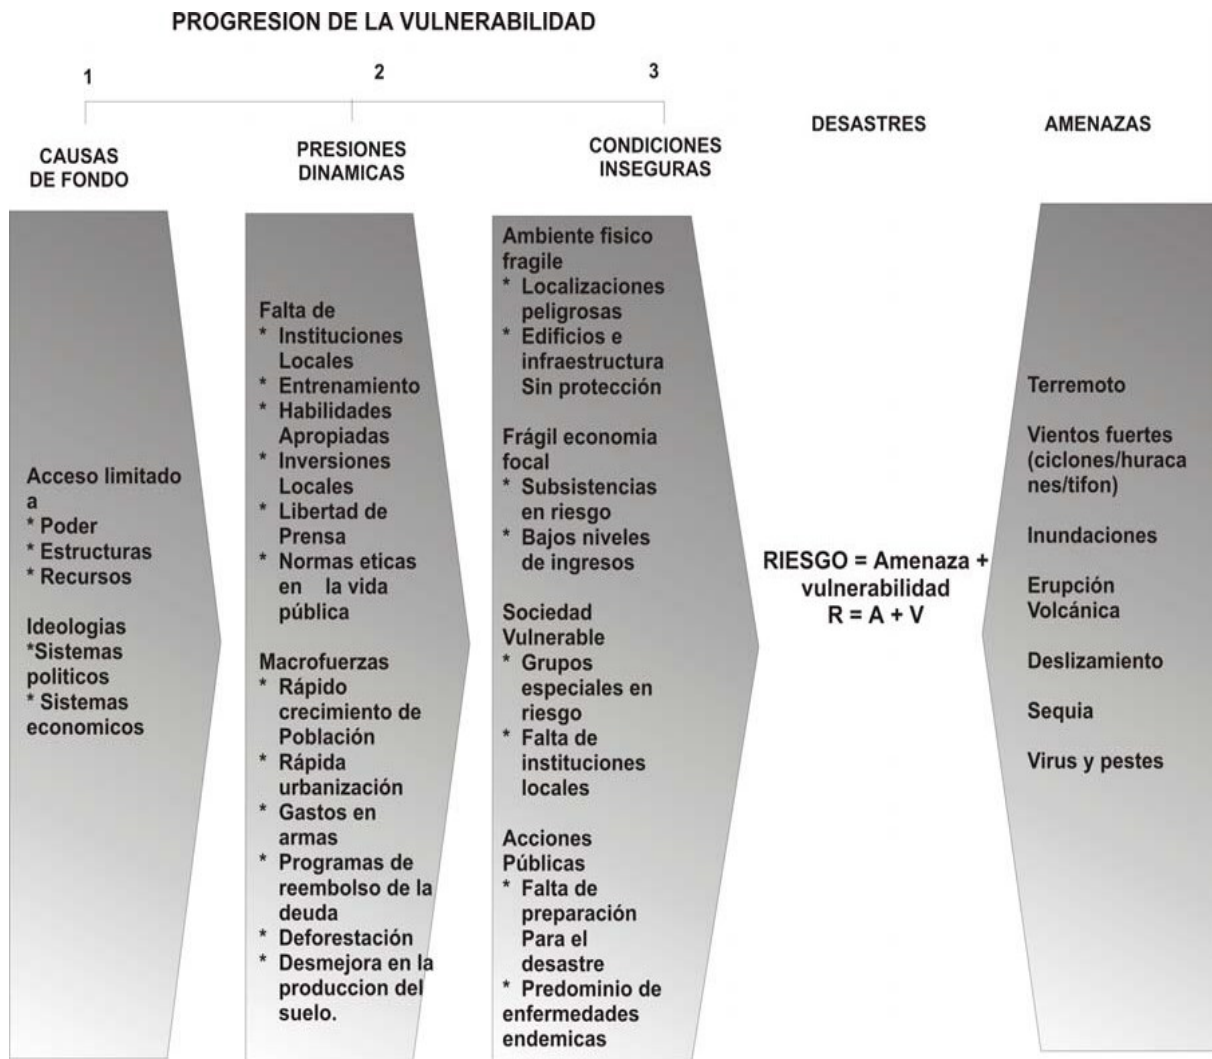 PROGRESION DE LA VULNERABILIDAD
1
2
3
CAUSAS
DE FONDO
PRESIONES
DINAMICAS
CONDICIONES
INSEGURAS
DESASTRES
AMENAZAS
Acceso limitado
a
* Poder
* Estructuras
* Recursos
Ideologias
*Sistemas
politicos
* Sistemas
economicos
Falta de
* Instituciones
Locales
* Entrenamiento
* Habilidades
Apropiadas
* Inversiones
Locales
* Libertad de
Prensa
* Normas eticas
en la vida
pública
Macrofuerzas
* Rápido
crecimiento de
Población
* Rápida
urbanización
* Gastos en
armas
* Programas de
reembolso de la
deuda
* Deforestación
* Desmejora en la
produccion del
suelo.
Ambiente fisico
fragile
* Localizaciones
peligrosas
* Edificios e
infraestructura
Sin protección
Frágil economia
focal
* Subsistencias
en riesgo
* Bajos niveles
de ingresos
Sociedad
Vulnerable
* Grupos
especiales en
riesgo
* Falta de
instituciones
locales
Acciones
Públicas
* Falta de
preparación
Para el
desastre
* Predominio de
enfermedades
endemicas
RIESGO = Amenaza +
vulnerabilidad
R = A + V
Terremoto
Vientos fuertes
(ciclones/huraca
nes/tifon)
Inundaciones
Erupción
Volcánica
Deslizamiento
Sequia
Virus y pestes